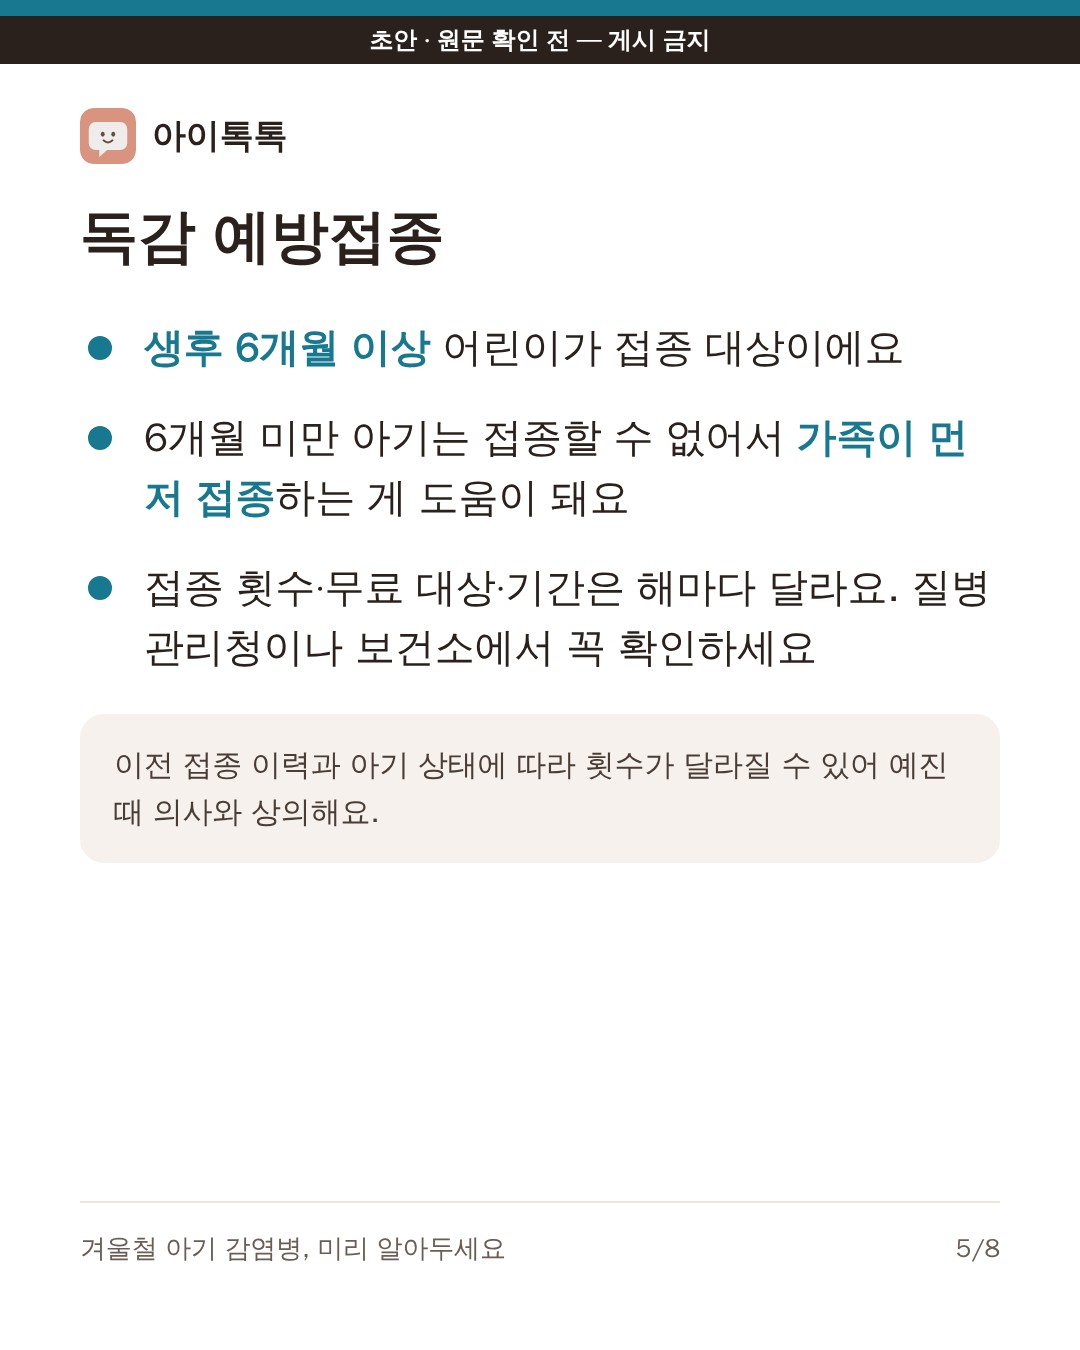 초안 · 원문 확인 전 — 게시 금지
아이톡톡
독감 예방접종
생후 6개월 이상 어린이가 접종 대상이에요
6개월 미만 아기는 접종할 수 없어서 가족이 먼
저 접종하는 게 도움이 돼요
접종 횟수·무료 대상·기간은 해마다 달라요. 질병
관리청이나 보건소에서 꼭 확인하세요
이전 접종 이력과 아기 상태에 따라 횟수가 달라질 수 있어 예진
때 의사와 상의해요.
겨울철 아기 감염병, 미리 알아두세요
5/8